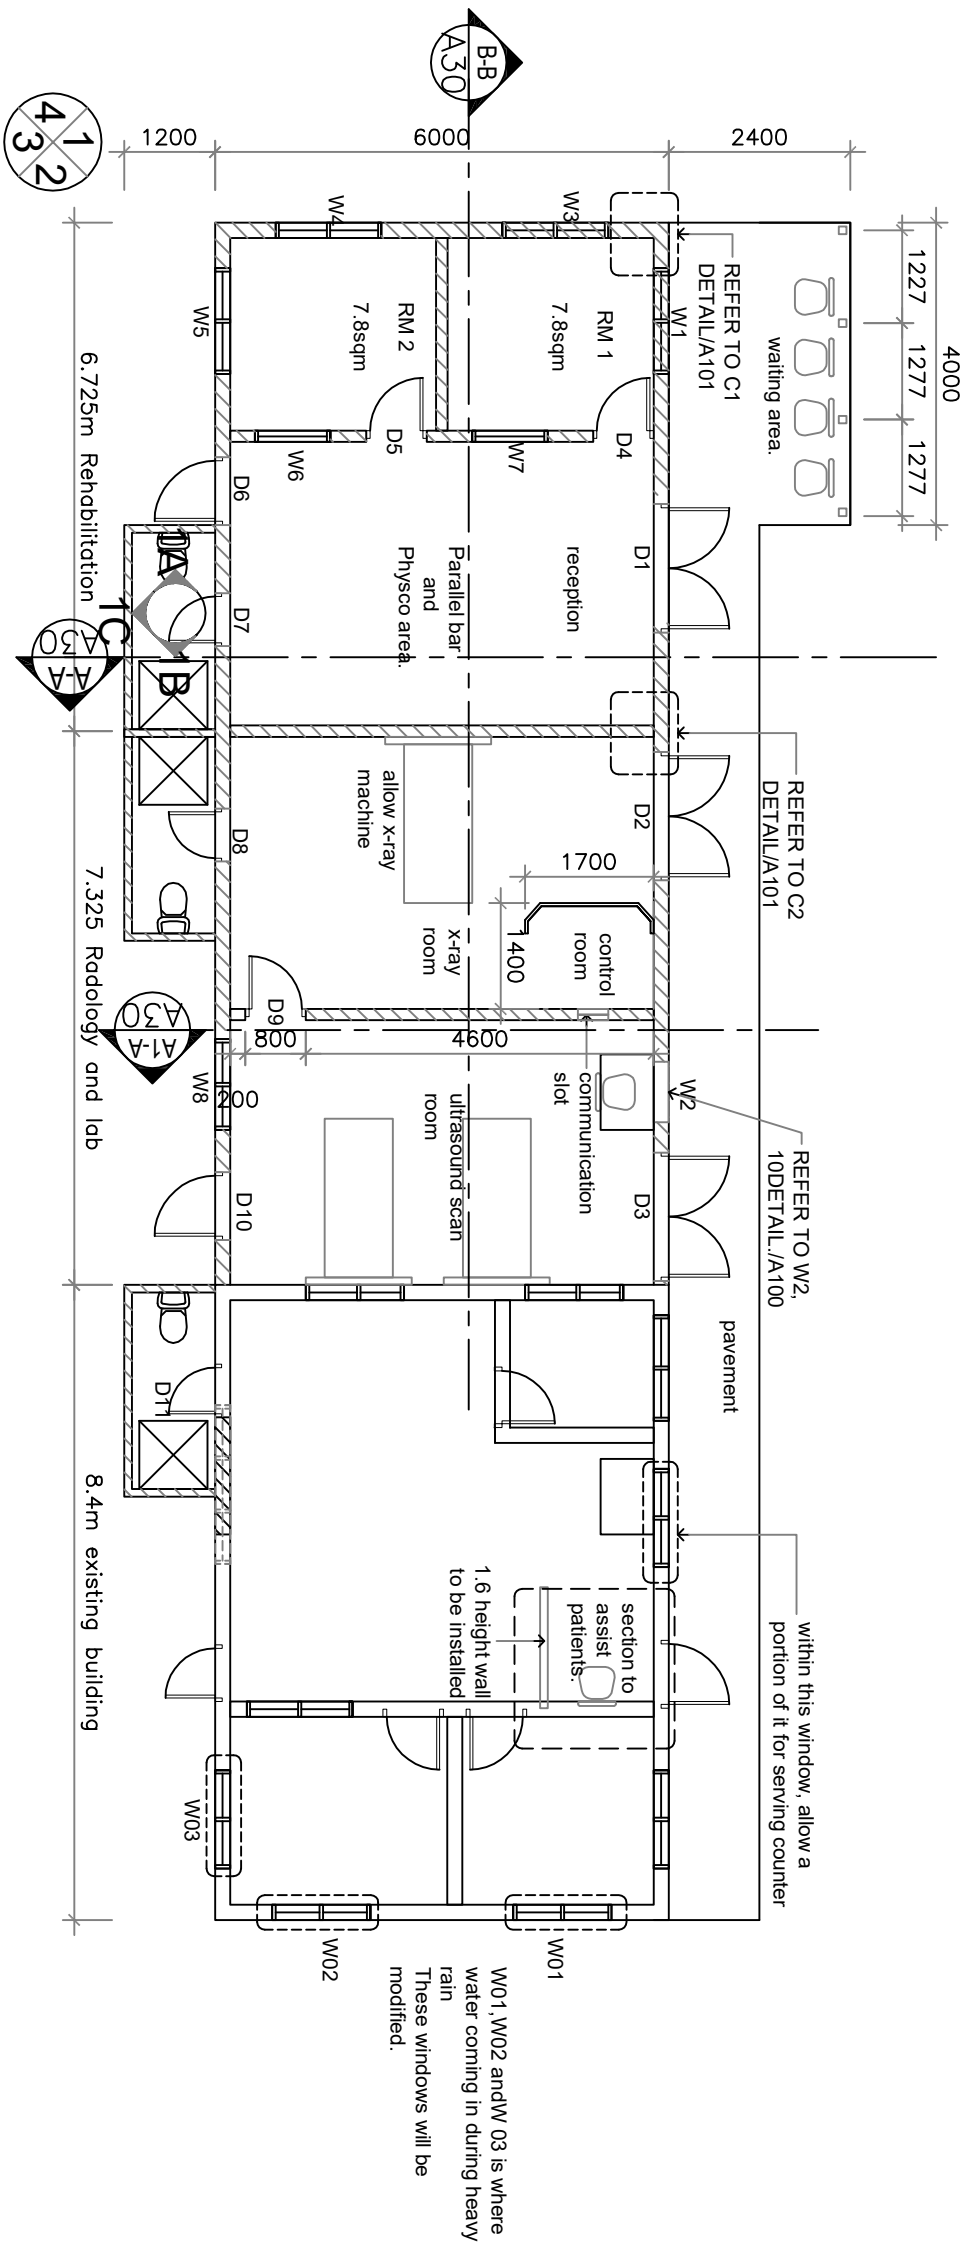 B-B
A30
1
2
3
4
1200
6000
2400
4000
1227
1277
1277
W4
W3
W5
W1
REFER TO C1
DETAIL/A101
waiting area.
RM 2
7.8sqm
RM 1
7.8sqm
D5
D4
W6
W7
D6
D1
6.725m Rehabilitation
reception
Parallel bar
and
Physco area.
1A
1C
1B
D7
A30
A-A
REFER TO C2
DETAIL/A101
D2
allow x-ray
machine
D8
1700
1400
control
room
x-ray
room
D9
7.325 Radology and lab
A30
A1-A
800
4600
200
W8
W2
communication
slot
ultrasound scan
room
REFER TO W2,
10DETAIL./A100
D10
D3
pavement
D11
8.4m existing building
1.6 height wall
to be installed
section to
assist
patients.
within this window, allow a
portion of it for serving counter
W03
W02
W01
W01,W02 andW 03 is where
water coming in during heavy
rain
These windows will be
modified.